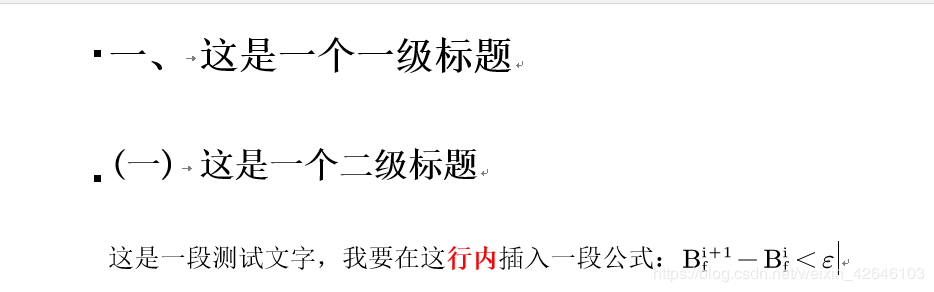 一、这是一个一级标题
(一) 这是一个二级标题
这是一段测试文字，我要在这行内插入一段公式：B_f^{i+1} − B_f^i < ε
https://blog.csdn.net/weixin_42646103